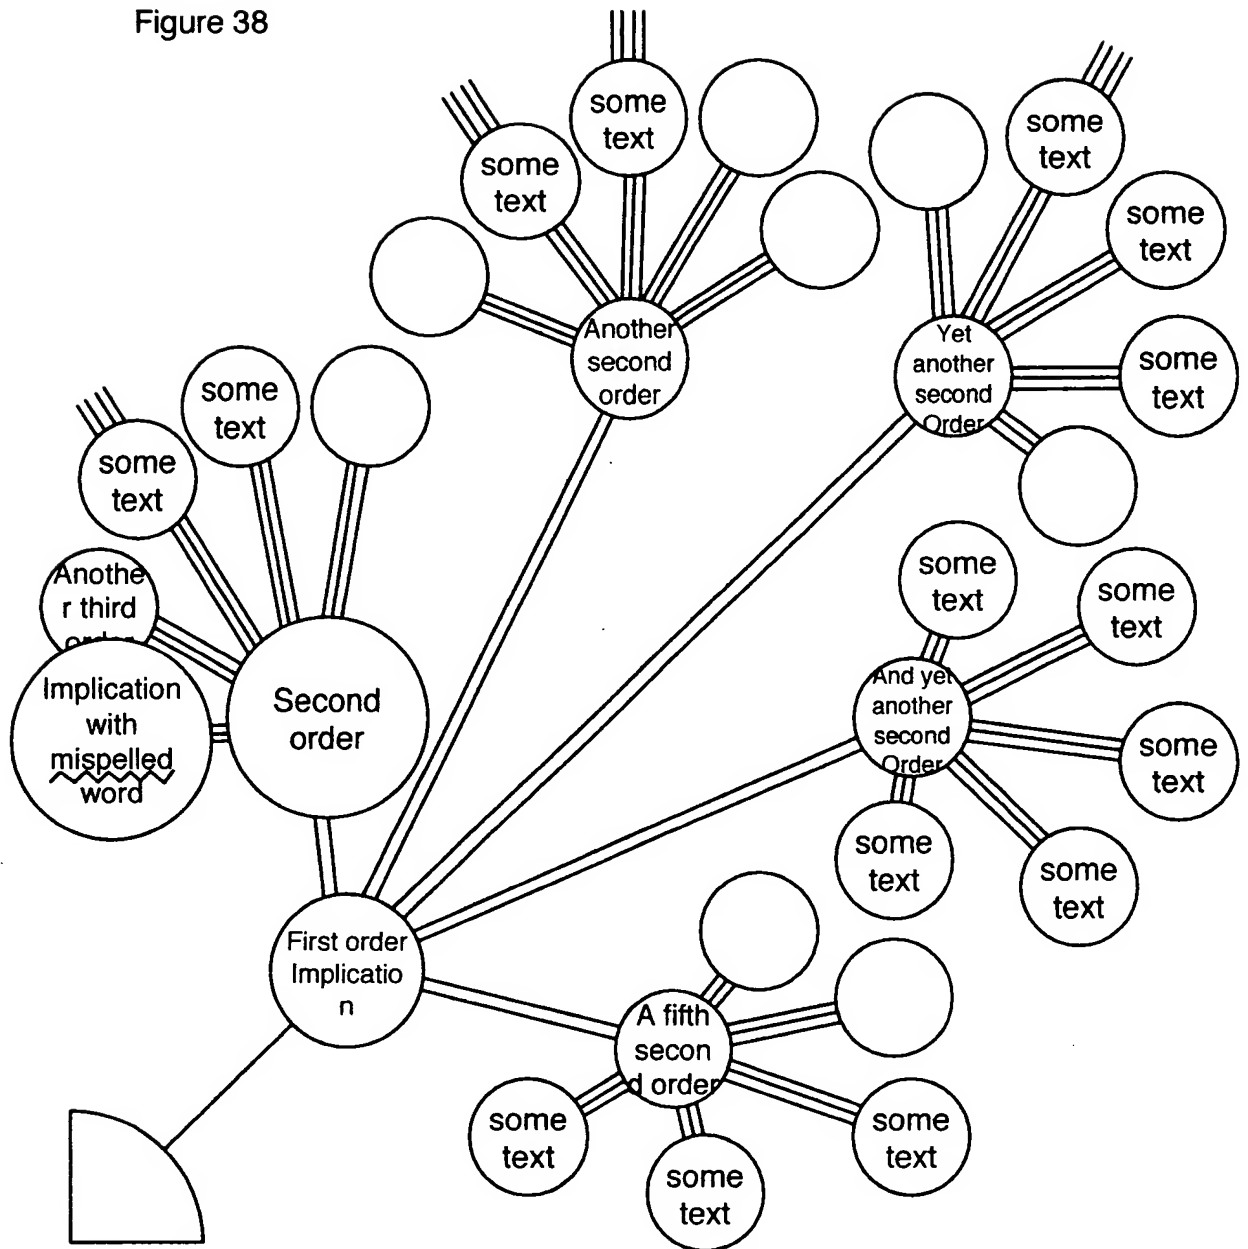 Figure 38
some
text
some
text
some
text
some
text
Another
second
order
Yet
another
second
Order
some
text
some
text
some
text
some
text
Anothe
r third
order
Implication
with
mispelled
word
Second
order
some
text
some
text
And yet
another
second
Order
some
text
some
text
some
text
First order
Implicatio
n
A fifth
secon
d order
some
text
some
text
some
text